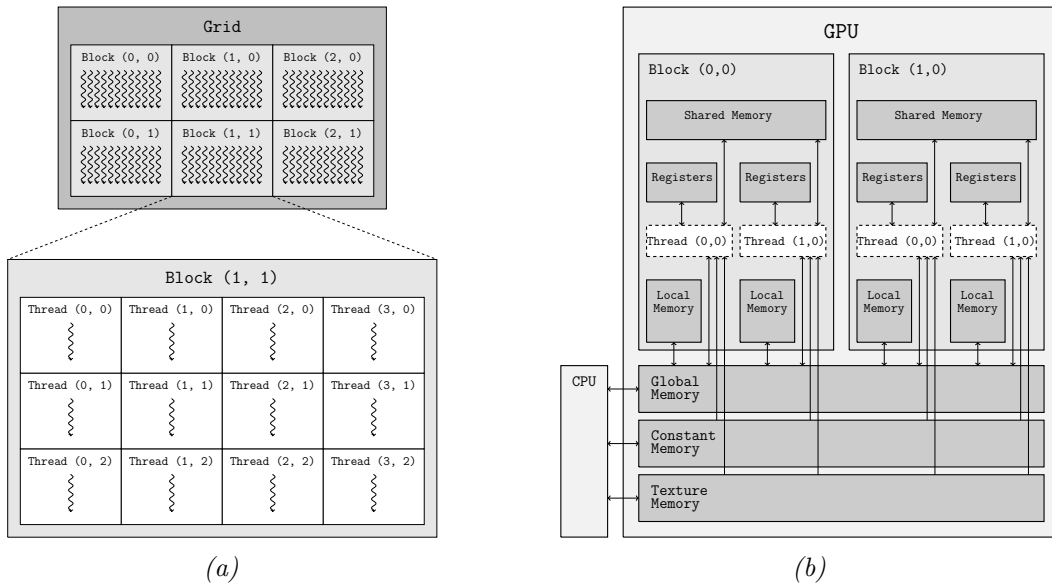 Grid
Block (0, 0) Block (1, 0) Block (2, 0)
Block (0, 1) Block (1, 1) Block (2, 1)
Block (1, 1)
Thread (0, 0) Thread (1, 0) Thread (2, 0) Thread (3, 0)
Thread (0, 1) Thread (1, 1) Thread (2, 1) Thread (3, 1)
Thread (0, 2) Thread (1, 2) Thread (2, 2) Thread (3, 2)
(a)
GPU
Block (0,0) Block (1,0)
Shared Memory Shared Memory
Registers Registers Registers Registers
Thread (0,0) Thread (1,0) Thread (0,0) Thread (1,0)
Local Local Local Local
Memory Memory Memory Memory
CPU
Global
Memory
Constant
Memory
Texture
Memory
(b)